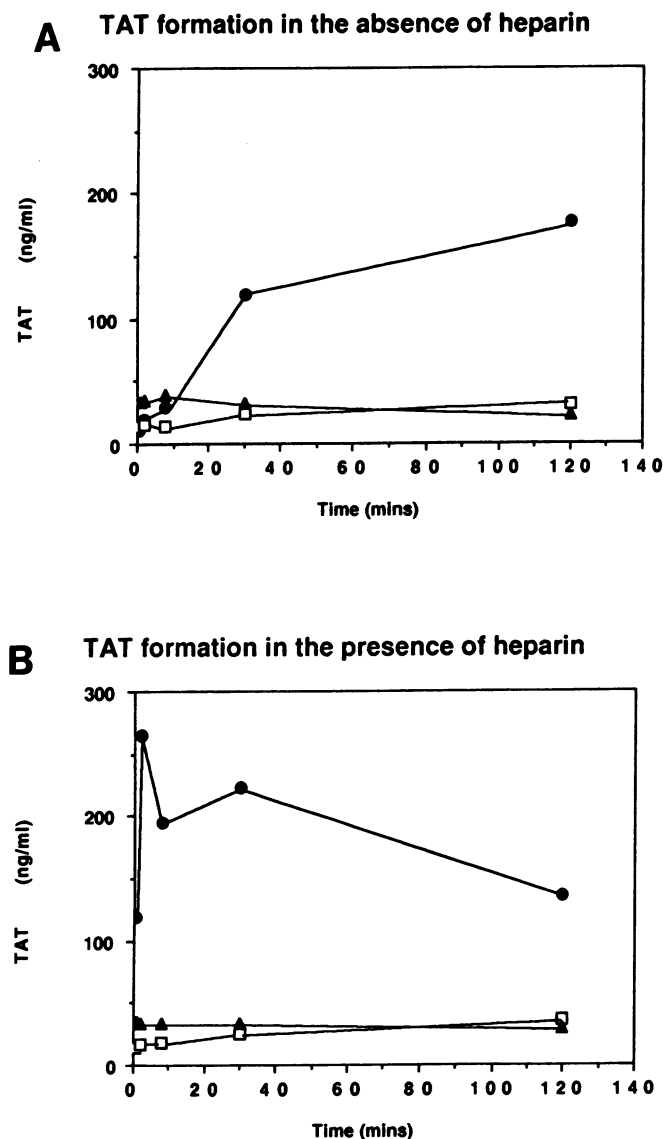 A
TAT formation in the absence of heparin
300
200
100
0
TAT (ng/ml)
0 20 40 60 80 100 120 140
Time (mins)
B
TAT formation in the presence of heparin
300
200
100
0
TAT (ng/ml)
0 20 40 60 80 100 120 140
Time (mins)